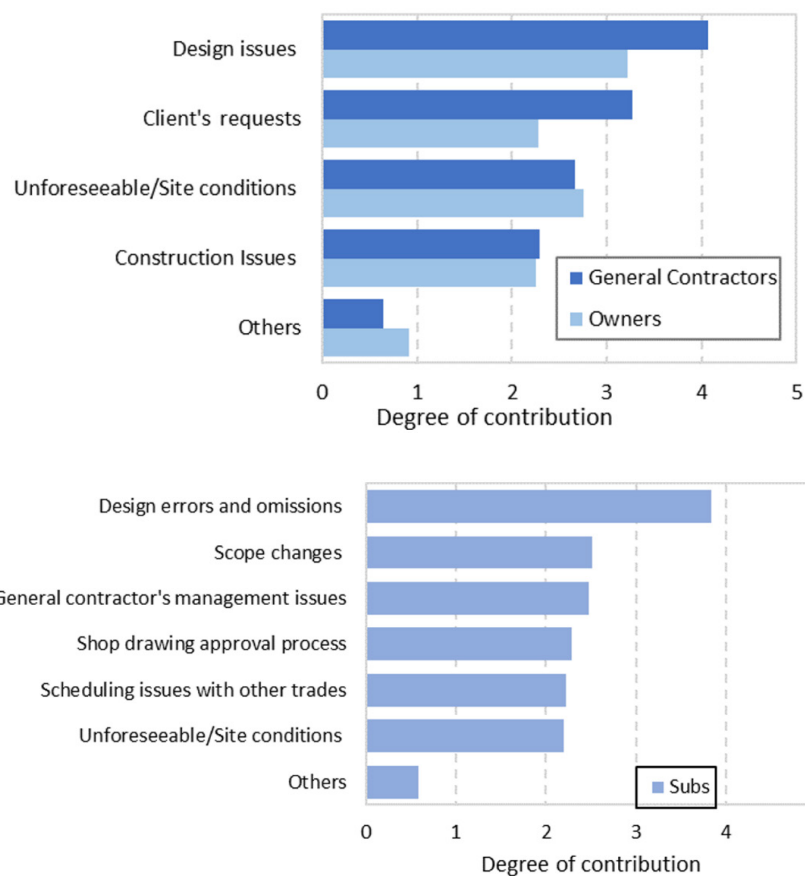 Design issues
Client's requests
Unforeseeable/Site conditions
Construction Issues
Others
General Contractors
Owners
0 1 2 3 4 5
Degree of contribution
Design errors and omissions
Scope changes
General contractor's management issues
Shop drawing approval process
Scheduling issues with other trades
Unforeseeable/Site conditions
Others
Subs
0 1 2 3 4
Degree of contribution